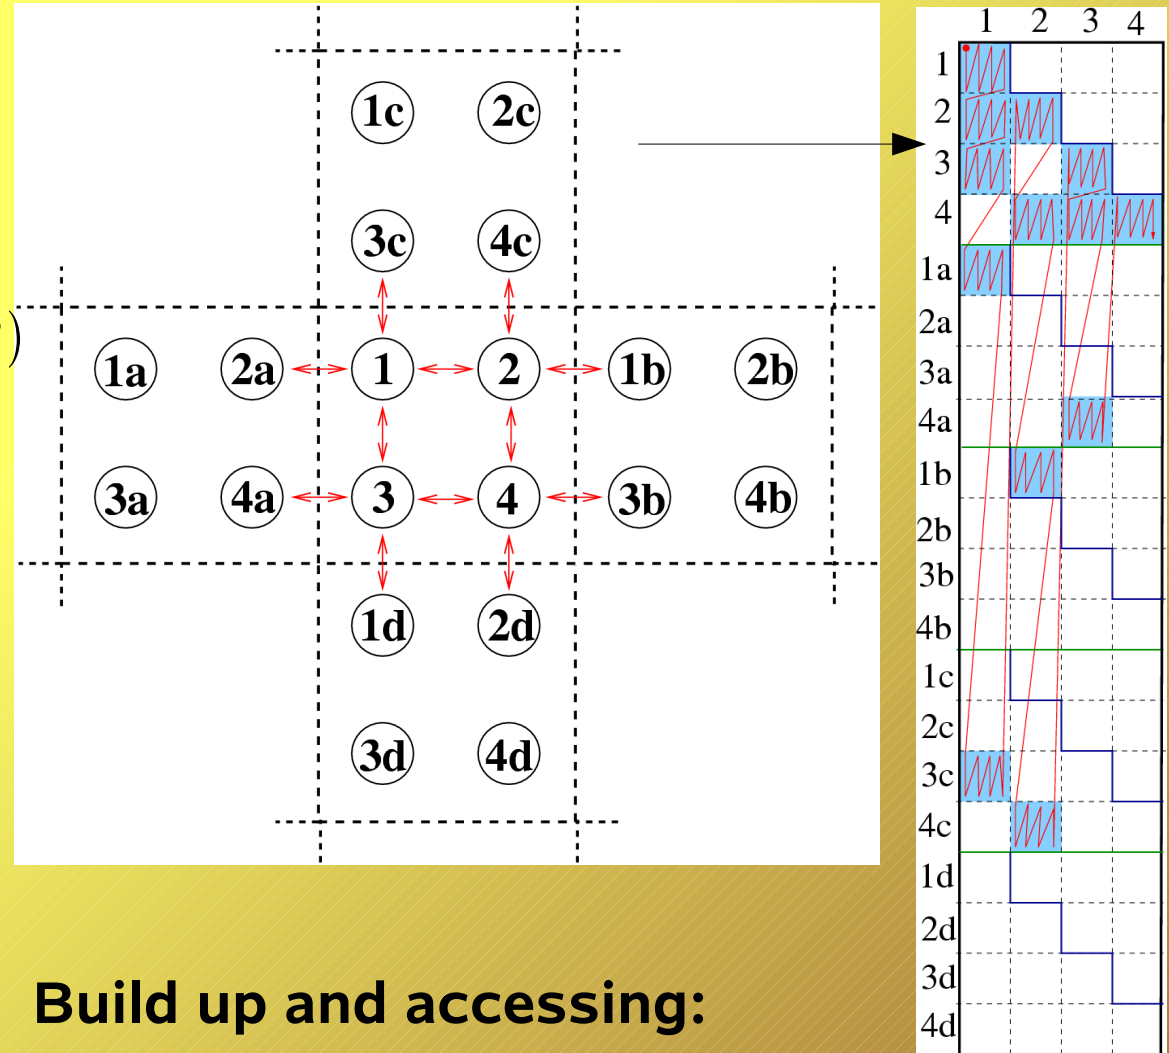 1c 2c
3c 4c
)
1a 2a 1 2 1b 2b
3a 4a 3 4 3b 4b
1d 2d
3d 4d
Build up and accessing:
1 2 3 4
1
2
3
4
1a
2a
3a
4a
1b
2b
3b
4b
1c
2c
3c
4c
1d
2d
3d
4d